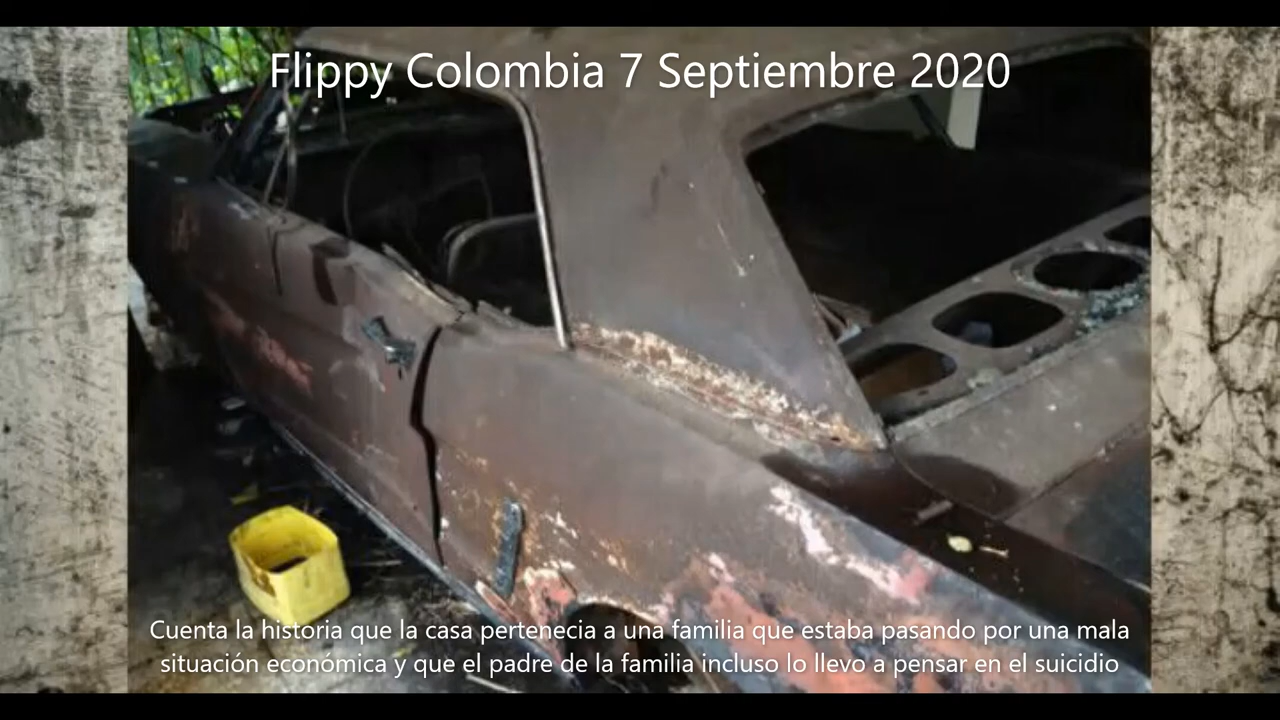 Flippy Colombia 7 Septiembre 2020
Cuenta la historia que la casa pertenecia a una familia que estaba pasando por una mala
situación económica y que el padre de la familia incluso lo llevo a pensar en el suicidio